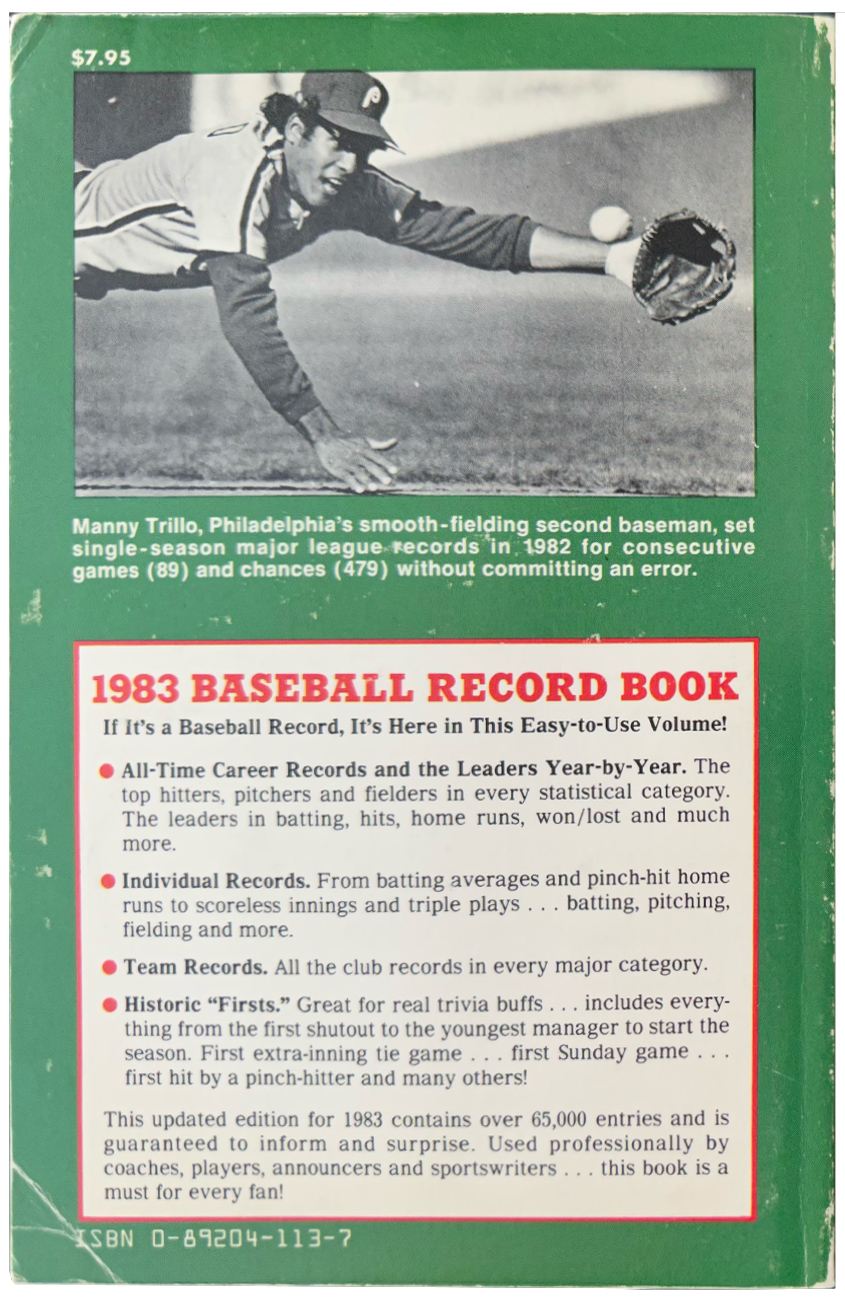 $7.95
P
Manny Trillo, Philadelphia's smooth-fielding second baseman, set
single-season major league records in 1982 for consecutive
games (89) and chances (479) without committing an error.
1983 BASEBALL RECORD BOOK
If It's a Baseball Record, It's Here in This Easy-to-Use Volume!
● All-Time Career Records and the Leaders Year-by-Year. The
top hitters, pitchers and fielders in every statistical category.
The leaders in batting, hits, home runs, won/lost and much
more.
● Individual Records. From batting averages and pinch-hit home
runs to scoreless innings and triple plays . . . batting, pitching,
fielding and more.
● Team Records. All the club records in every major category.
● Historic “Firsts.” Great for real trivia buffs . . . includes every-
thing from the first shutout to the youngest manager to start the
season. First extra-inning tie game . . . first Sunday game . . .
first hit by a pinch-hitter and many others!
This updated edition for 1983 contains over 65,000 entries and is
guaranteed to inform and surprise. Used professionally by
coaches, players, announcers and sportswriters . . . this book is a
must for every fan!
ISBN 0-89204-113-7